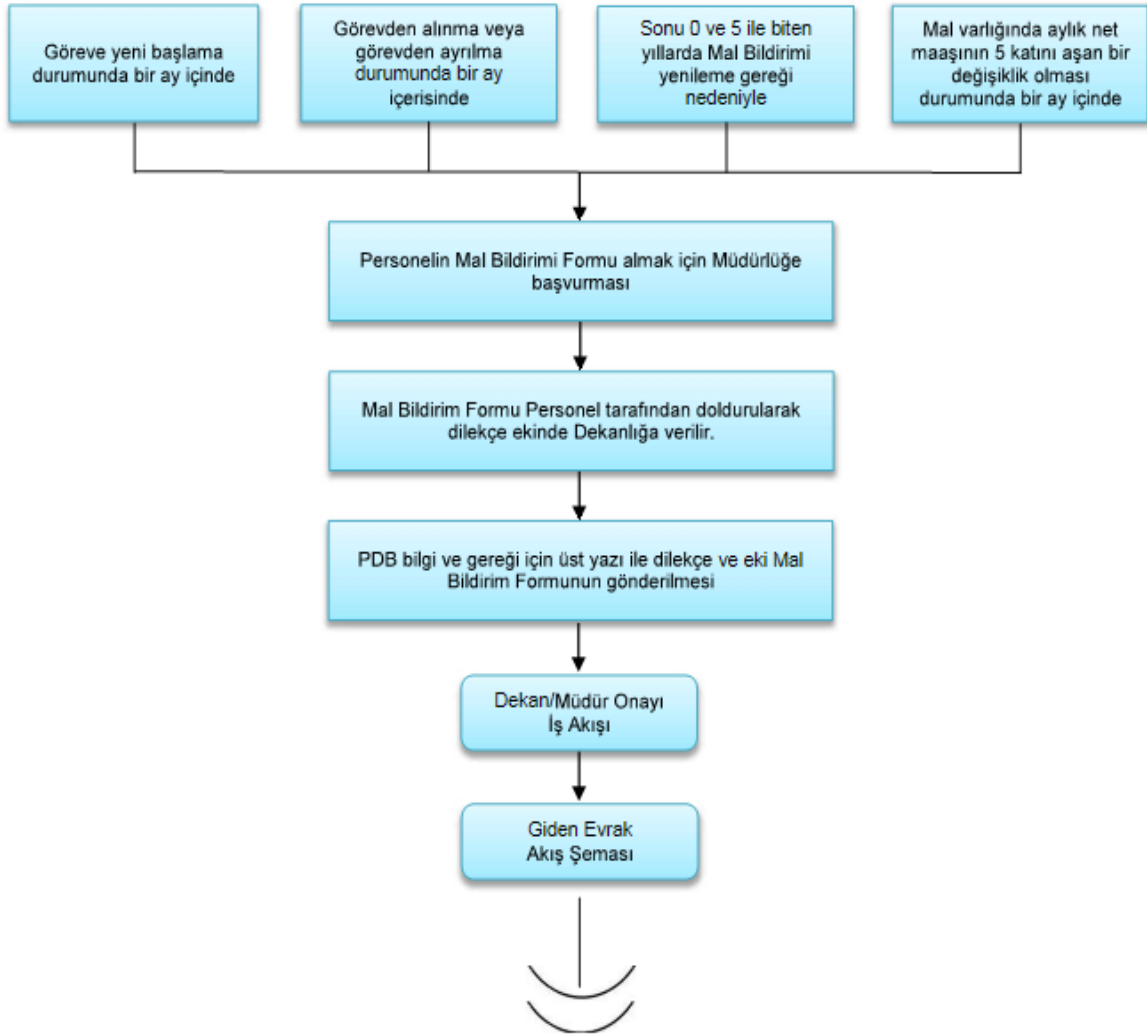 Göreve yeni başlama
durumunda bir ay içinde
Görevden alınma veya
görevden ayrılma
durumunda bir ay
içerisinde
Sonu 0 ve 5 ile biten
yıllarda Mal Bildirimi
yenileme gereği
nedeniyle
Mal varlığında aylık net
maaşının 5 katını aşan bir
değişiklik olması
durumunda bir ay içinde
Personelin Mal Bildirimi Formu almak için Müdürlüğe
başvurması
Mal Bildirim Formu Personel tarafından doldurularak
dilekçe ekinde Dekanlığa verilir.
PDB bilgi ve gereği için üst yazı ile dilekçe ve eki Mal
Bildirim Formunun gönderilmesi
Dekan/Müdür Onayı
İş Akışı
Giden Evrak
Akış Şeması